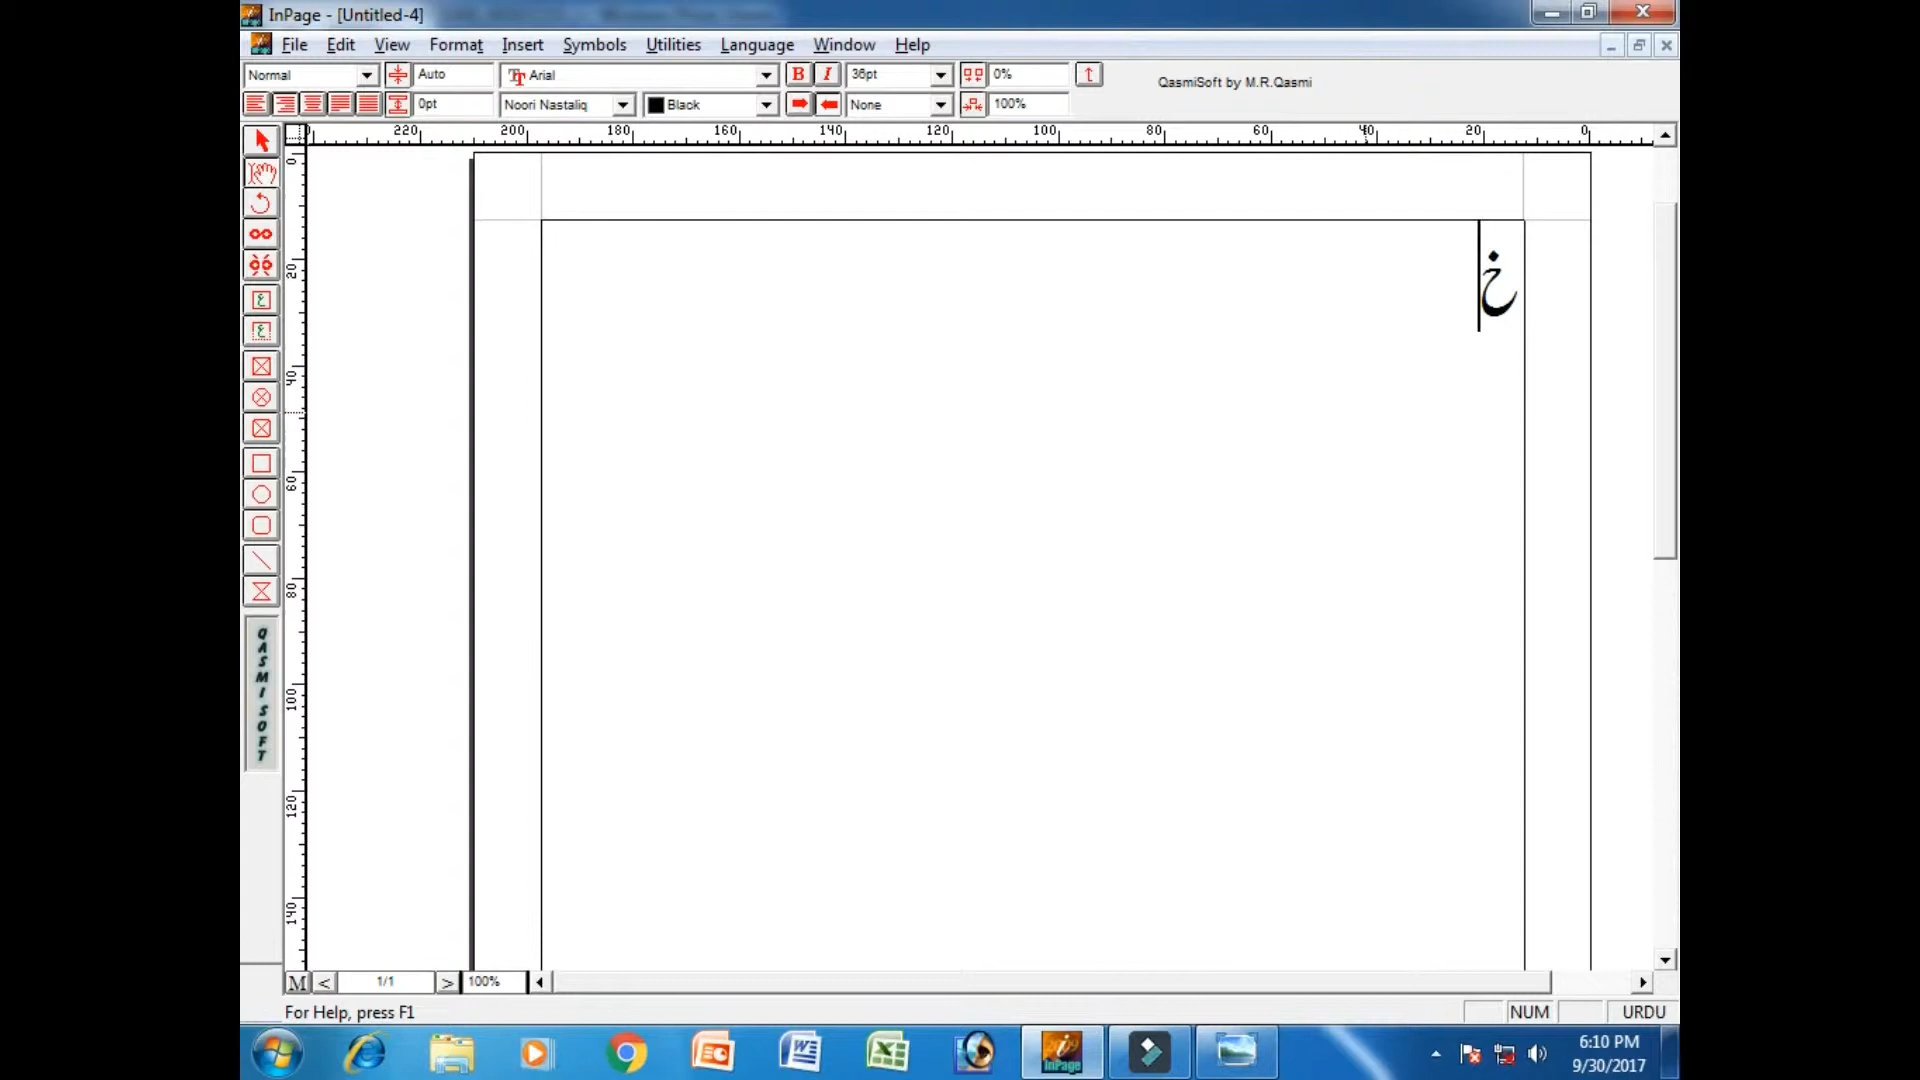 InPage - [Untitled-4]
File Edit View Format Insert Symbols Utilities Language Window Help
Normal Auto Arial B I 36pt 0% QasmiSoft by M.R.Qasmi
0pt Noori Nastaliq Black None 100%
220 200 180 160 140 120 100 80 60 40 20 0
0
20
40
60
80
100
120
140
خ
QASMI SOFT
M < 1/1 > 100%
For Help, press F1 NUM URDU
InPage
6:10 PM
9/30/2017